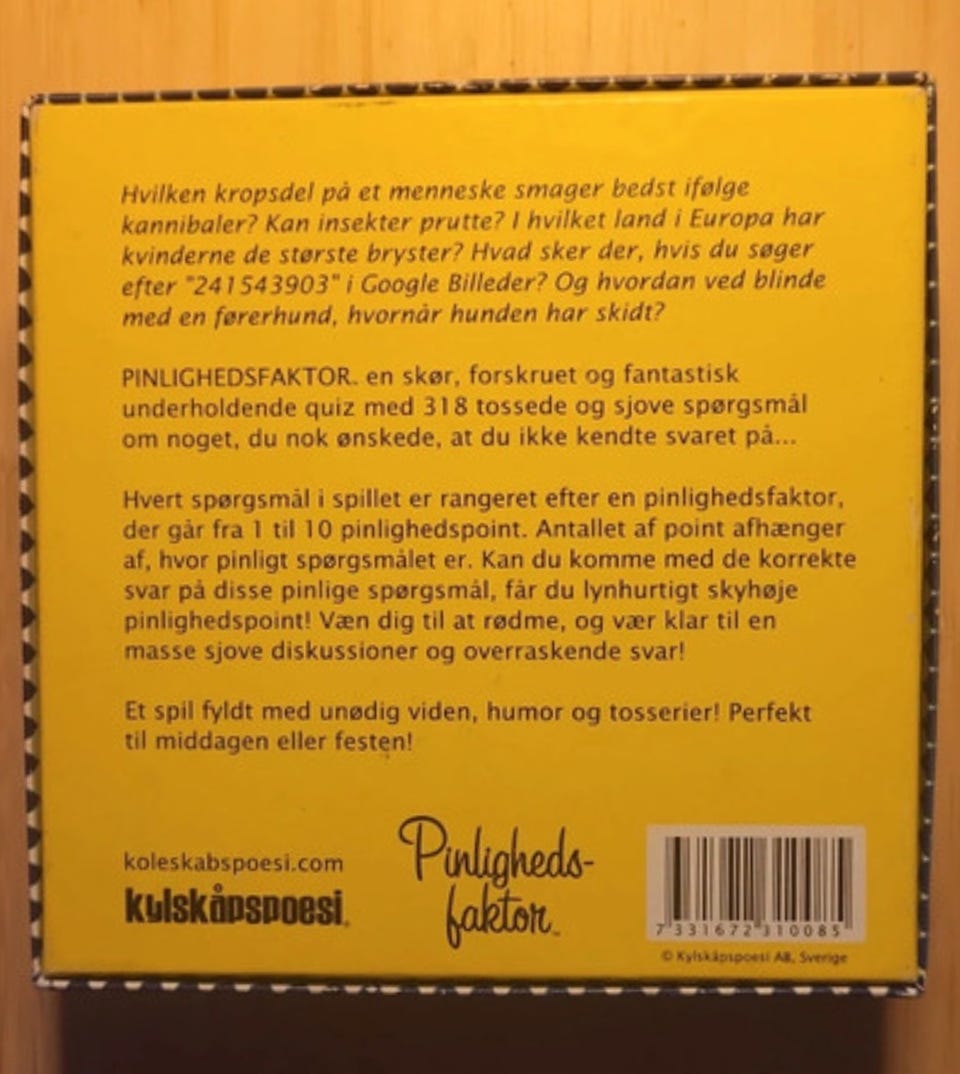 Hvilken kropsdel på et menneske smager bedst ifølge
kannibaler? Kan insekter prutte? I hvilket land i Europa har
kvinderne de største bryster? Hvad sker der, hvis du søger
efter "241543903" i Google Billeder? Og hvordan ved blinde
med en førerhund, hvornår hunden har skidt?
PINLIGHEDSFAKTOR. en skør, forskruet og fantastisk
underholdende quiz med 318 tossede og sjove spørgsmål
om noget, du nok ønskede, at du ikke kendte svaret på...
Hvert spørgsmål i spillet er rangeret efter en pinlighedsfaktor,
der går fra 1 til 10 pinlighedspoint. Antallet af point afhænger
af, hvor pinligt spørgsmålet er. Kan du komme med de korrekte
svar på disse pinlige spørgsmål, får du lynhurtigt skyhøje
pinlighedspoint! Væn dig til at rødme, og vær klar til en
masse sjove diskussioner og overraskende svar!
Et spil fyldt med unødig viden, humor og tosserier! Perfekt
til middagen eller festen!
koleskabspoesi.com
kylskåpspoesi
Pinligheds-
faktor™
7 331672 310085
© Kylskåpspoesi AB, Sverige